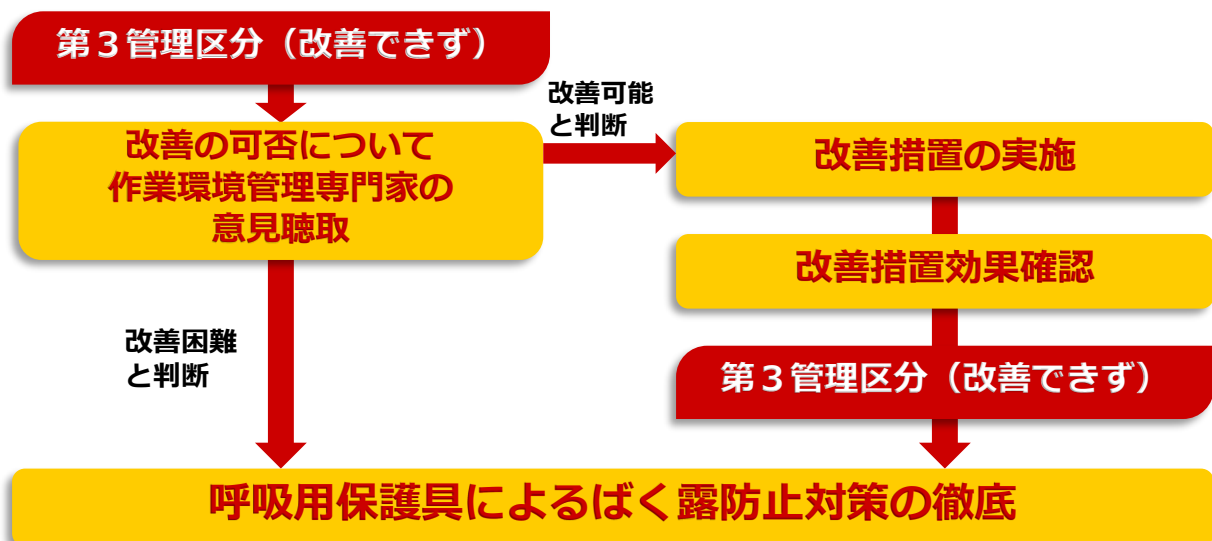 第３管理区分（改善できず）
改善可能
と判断
改善の可否について
作業環境管理専門家の
意見聴取
改善措置の実施
改善措置効果確認
改善困難
と判断
第３管理区分（改善できず）
呼吸用保護具によるばく露防止対策の徹底